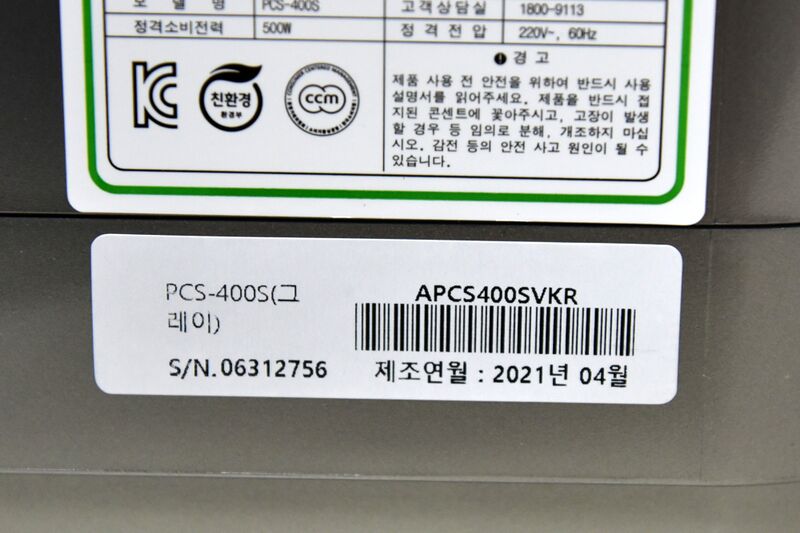 모 델 명 PCS-400S 고객상담실 1800-9113
정격소비전력 500W 정 격 전 압 220V~, 60Hz
! 경 고
제품 사용 전 안전을 위하여 반드시 사용
설명서를 읽어주세요. 제품을 반드시 접
지된 콘센트에 꽂아주시고, 고장이 발생
할 경우 등 임의로 분해, 개조하지 마십
시오. 감전 등의 안전 사고 원인이 될 수
있습니다.
친환경
환경부
CONSUMER CENTERED MANAGEMENT
ccm
PCS-400S(그
레이)
S/N.06312756
APCS400SVKR
제조연월 : 2021년 04월